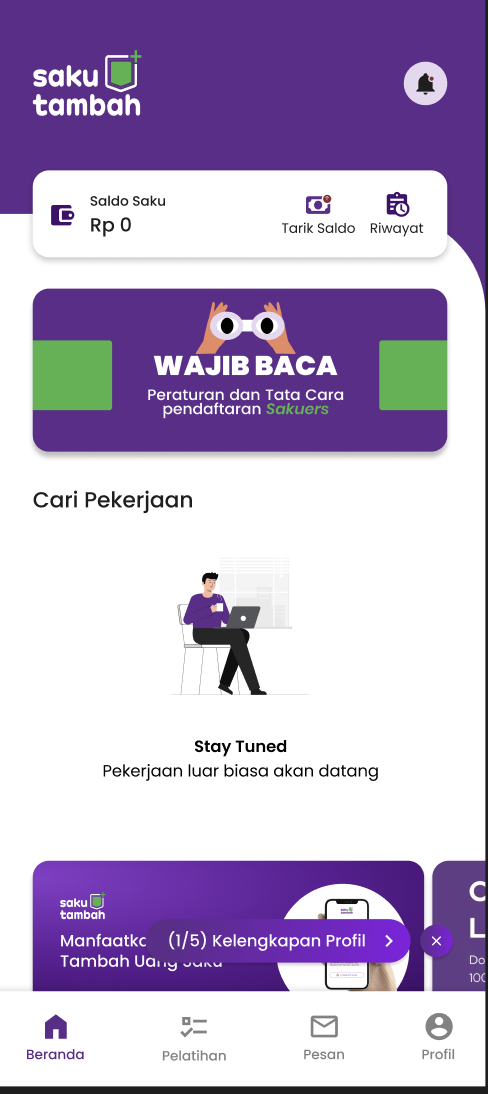 saku
tambah
Saldo Saku
Rp 0
Tarik Saldo
Riwayat
WAJIB BACA
Peraturan dan Tata Cara
pendaftaran Sakuers
Cari Pekerjaan
Stay Tuned
Pekerjaan luar biasa akan datang
saku
tambah
Tambah Uang Saku
(1/5) Kelengkapan Profil
Do
100
Beranda
Pelatihan
Pesan
Profil